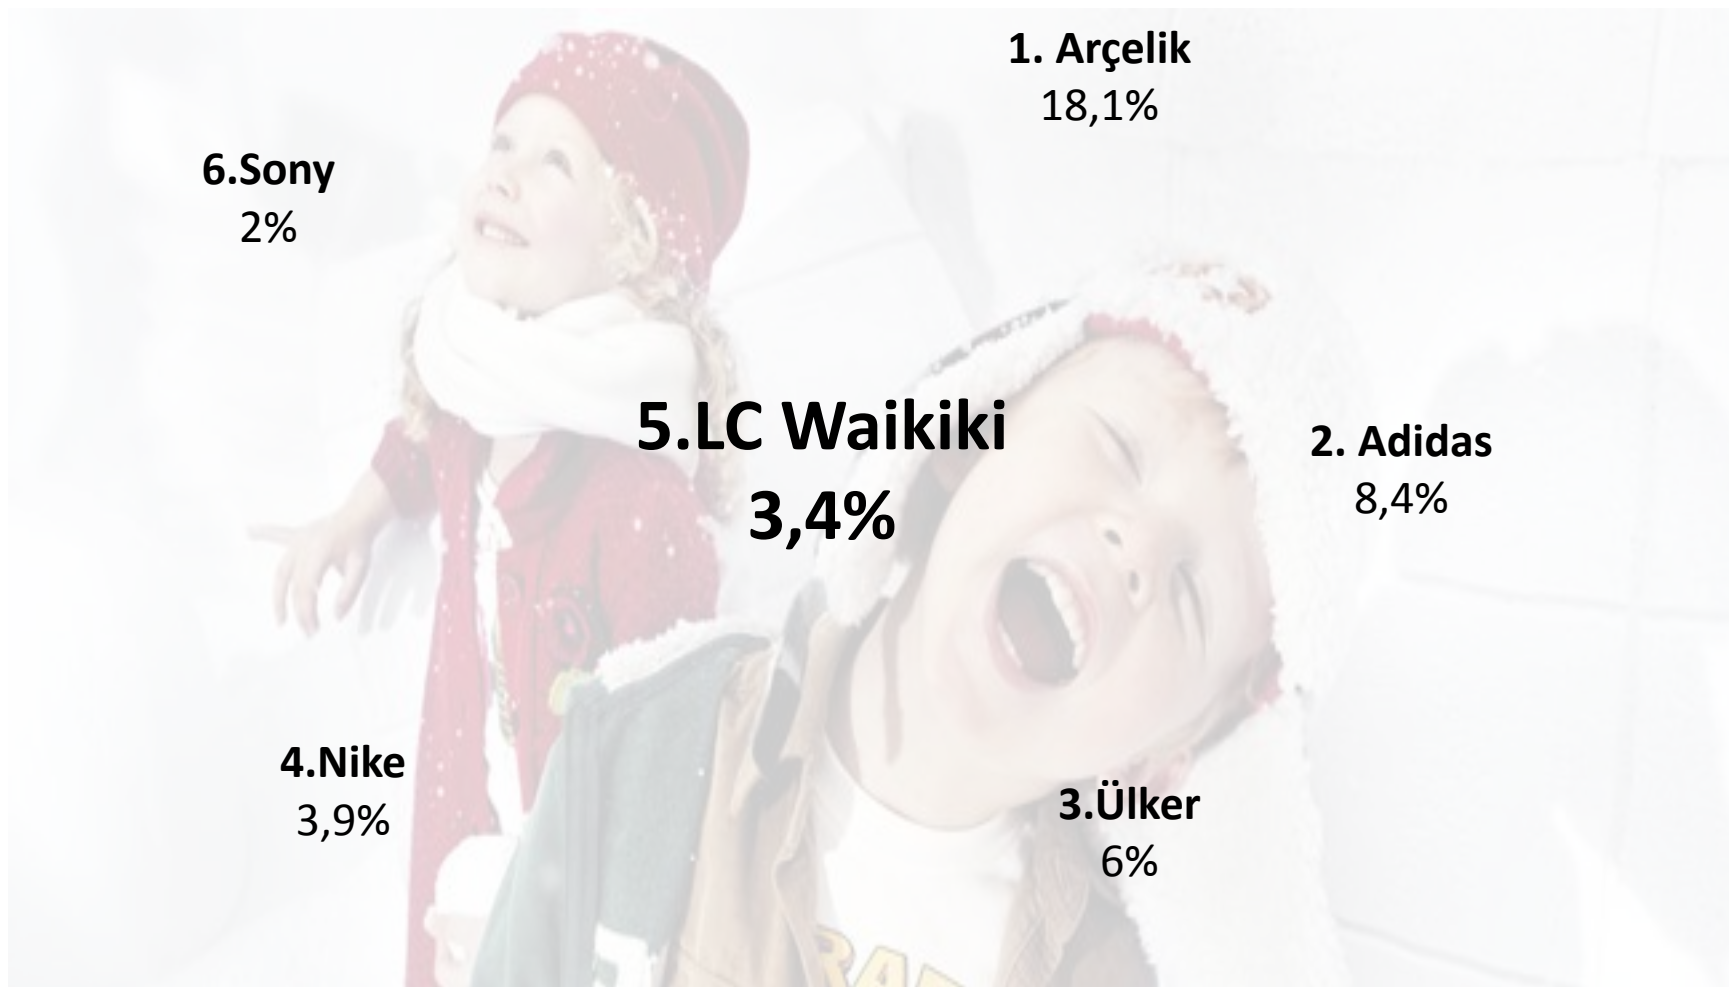 1. Arçelik
18,1%
6.Sony
2%
5.LC Waikiki
3,4%
2. Adidas
8,4%
4.Nike
3,9%
3.Ülker
6%